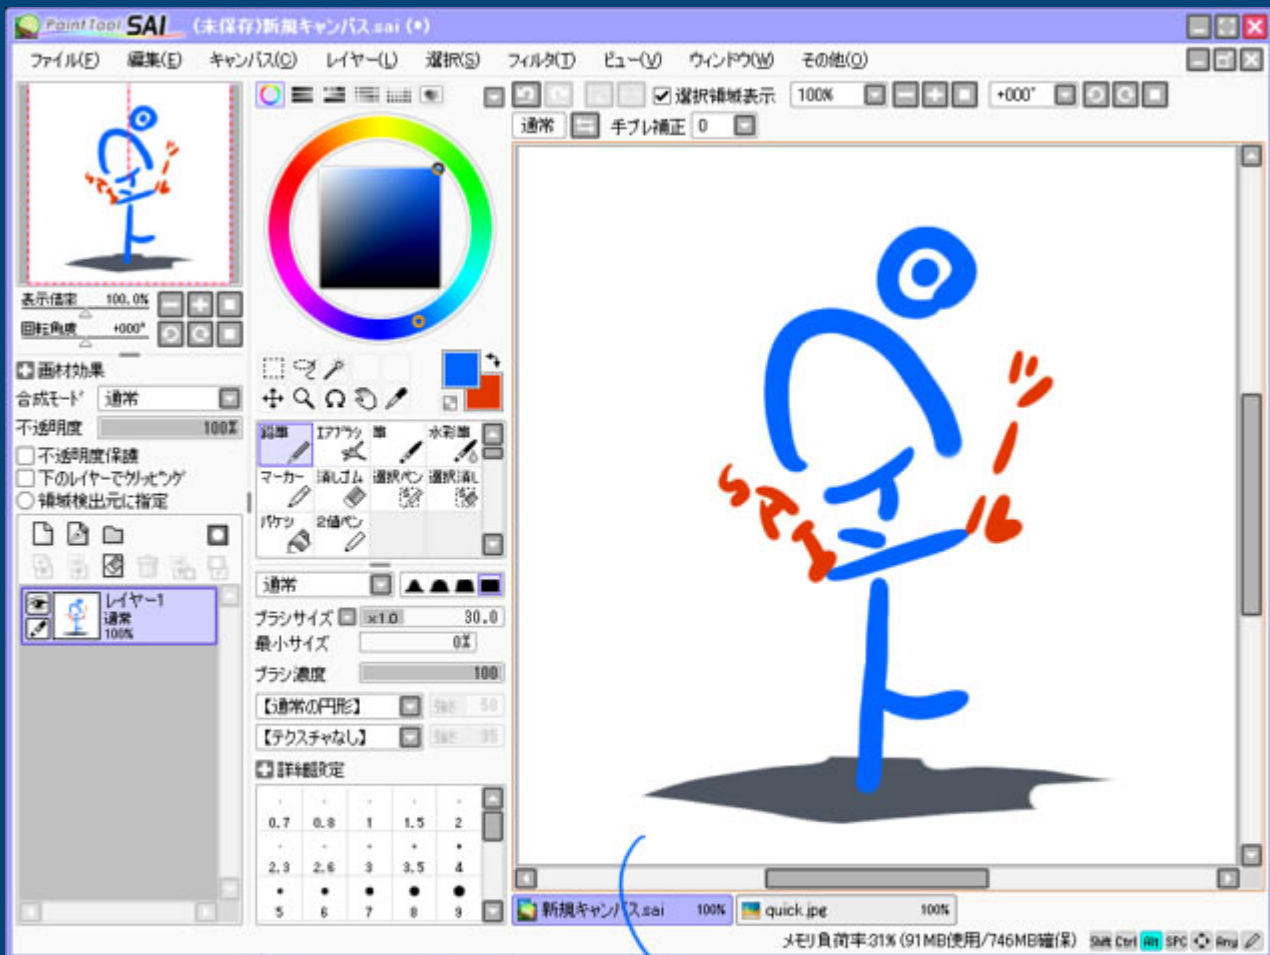 PaintTool SAI (未保存)新規キャンバス.sai (*)
ファイル(F) 編集(E) キャンバス(C) レイヤー(L) 選択(S) フィルタ(T) ビュー(V) ウィンドウ(W) その他(O)
選択領域表示 100% +000°
通常 手ブレ補正 0
表示倍率 100.0%
回転角度 +000°
画材効果
合成モード 通常
不透明度 100%
不透明度保護
下のレイヤーでクリッピング
領域検出元に指定
レイヤー1
通常
100%
鉛筆 エアブラシ 筆 水彩筆
マーカー 消しゴム 選択ペン 選択消し
バケツ 2値ペン
通常
ブラシサイズ x1.0 30.0
最小サイズ 0%
ブラシ濃度 100
【通常の円形】 強さ 50
【テクスチャなし】 強さ 95
詳細設定
0.7 0.8 1 1.5 2
2.3 2.6 3 3.5 4
5 6 7 8 9
ペイント
ツール
SAI
新規キャンバス.sai 100% quick.jpg 100%
メモリ負荷率:31% (91MB使用/746MB確保) Shift Ctrl Alt SPC Any